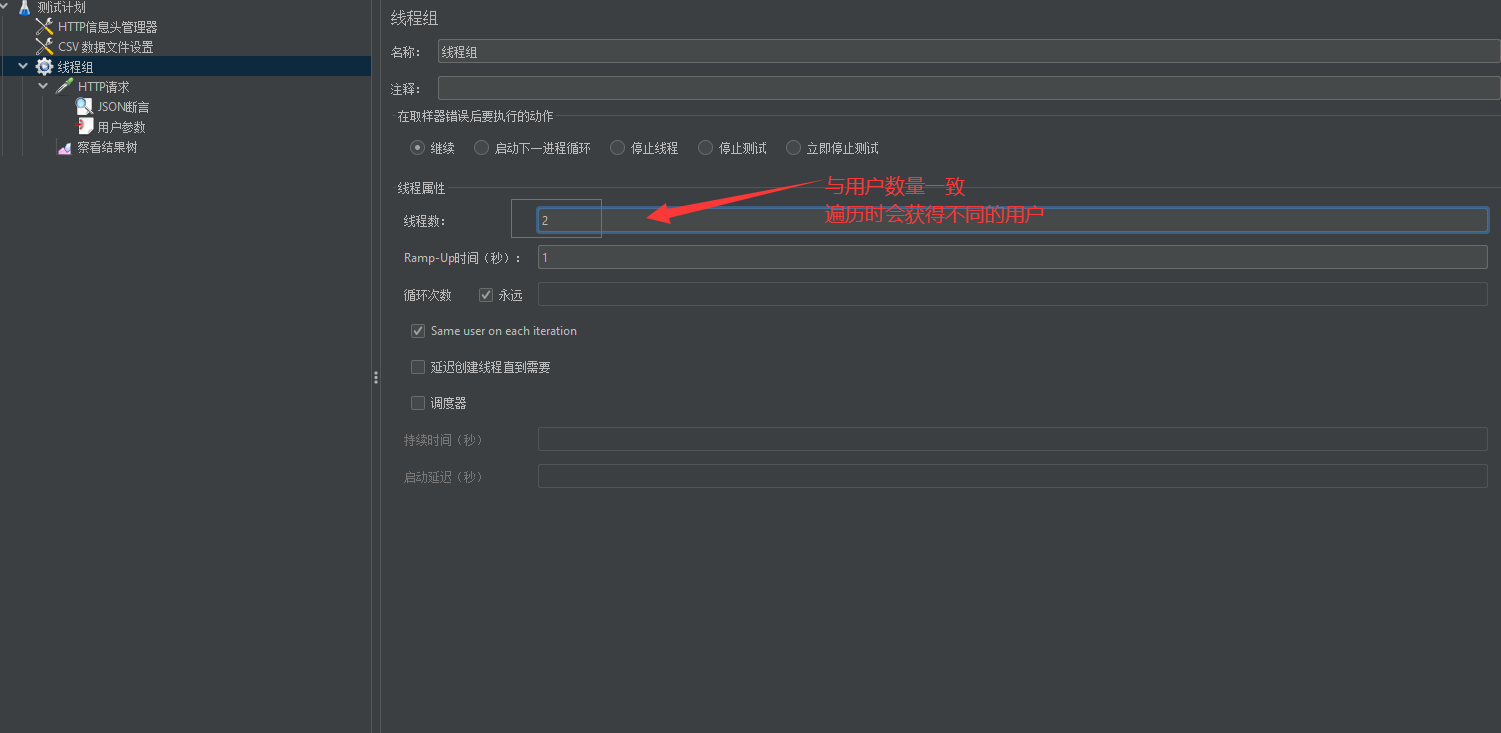 测试计划
HTTP信息头管理器
CSV 数据文件设置
线程组
HTTP请求
JSON断言
用户参数
察看结果树
线程组
名称： 线程组
注释：
在取样器错误后要执行的动作
继续 启动下一进程循环 停止线程 停止测试 立即停止测试
线程属性
与用户数量一致
遍历时会获得不同的用户
线程数： 2
Ramp-Up时间（秒）： 1
循环次数 永远
Same user on each iteration
延迟创建线程直到需要
调度器
持续时间（秒）
启动延迟（秒）